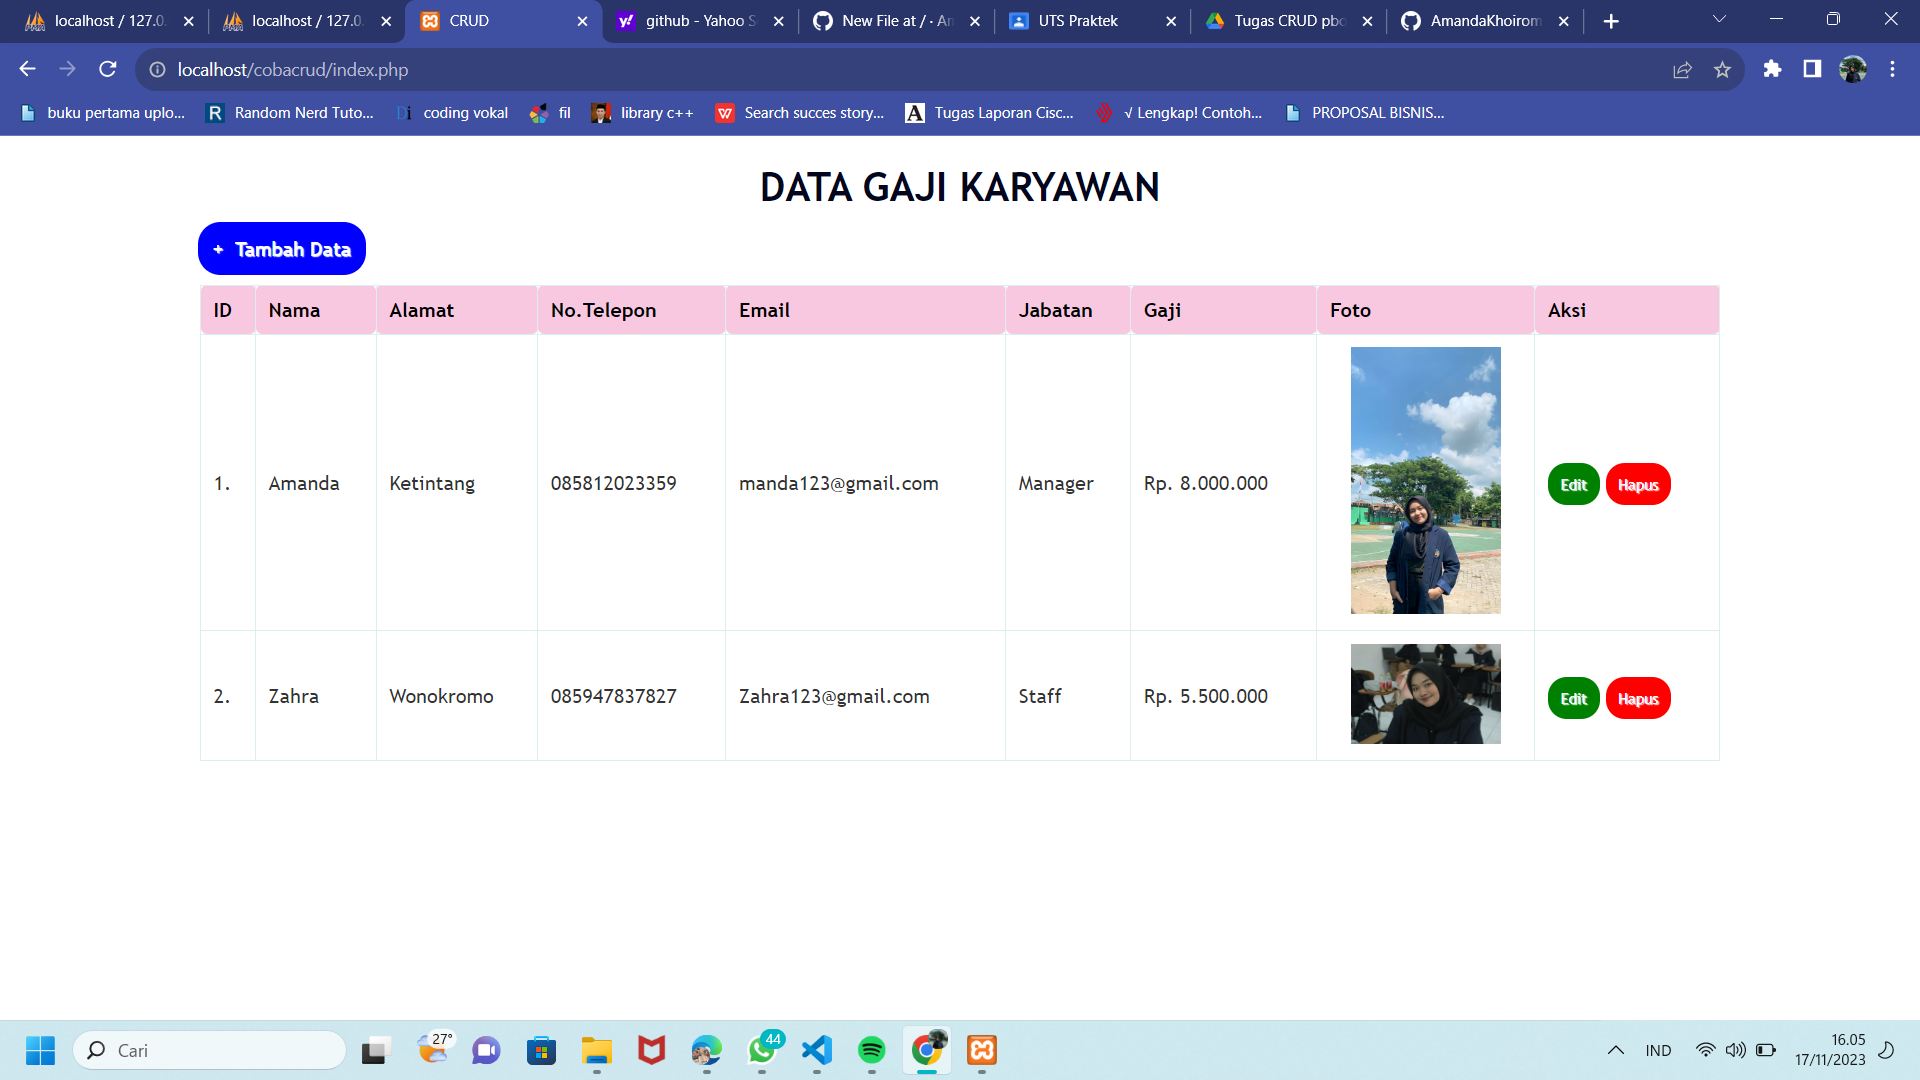 localhost / 127.0. localhost / 127.0. CRUD github - Yahoo S New File at / · An UTS Praktek Tugas CRUD pbo AmandaKhoirom
localhost/cobacrud/index.php
buku pertama uplo... Random Nerd Tuto... coding vokal fil library c++ Search succes story... Tugas Laporan Cisc... √ Lengkap! Contoh... PROPOSAL BISNIS...
DATA GAJI KARYAWAN
+ Tambah Data
ID Nama Alamat No.Telepon Email Jabatan Gaji Foto Aksi
1. Amanda Ketintang 085812023359 manda123@gmail.com Manager Rp. 8.000.000 Edit Hapus
2. Zahra Wonokromo 085947837827 Zahra123@gmail.com Staff Rp. 5.500.000 Edit Hapus
Cari 27° 44 IND 16.05
17/11/2023